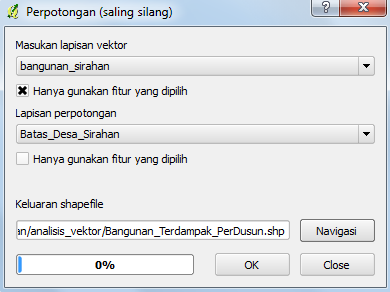 Perpotongan (saling silang)
Masukan lapisan vektor
bangunan_sirahan
Hanya gunakan fitur yang dipilih
Lapisan perpotongan
Batas_Desa_Sirahan
Hanya gunakan fitur yang dipilih
Keluaran shapefile
an/analisis_vektor/Bangunan_Terdampak_PerDusun.shp
Navigasi
0%
OK
Close